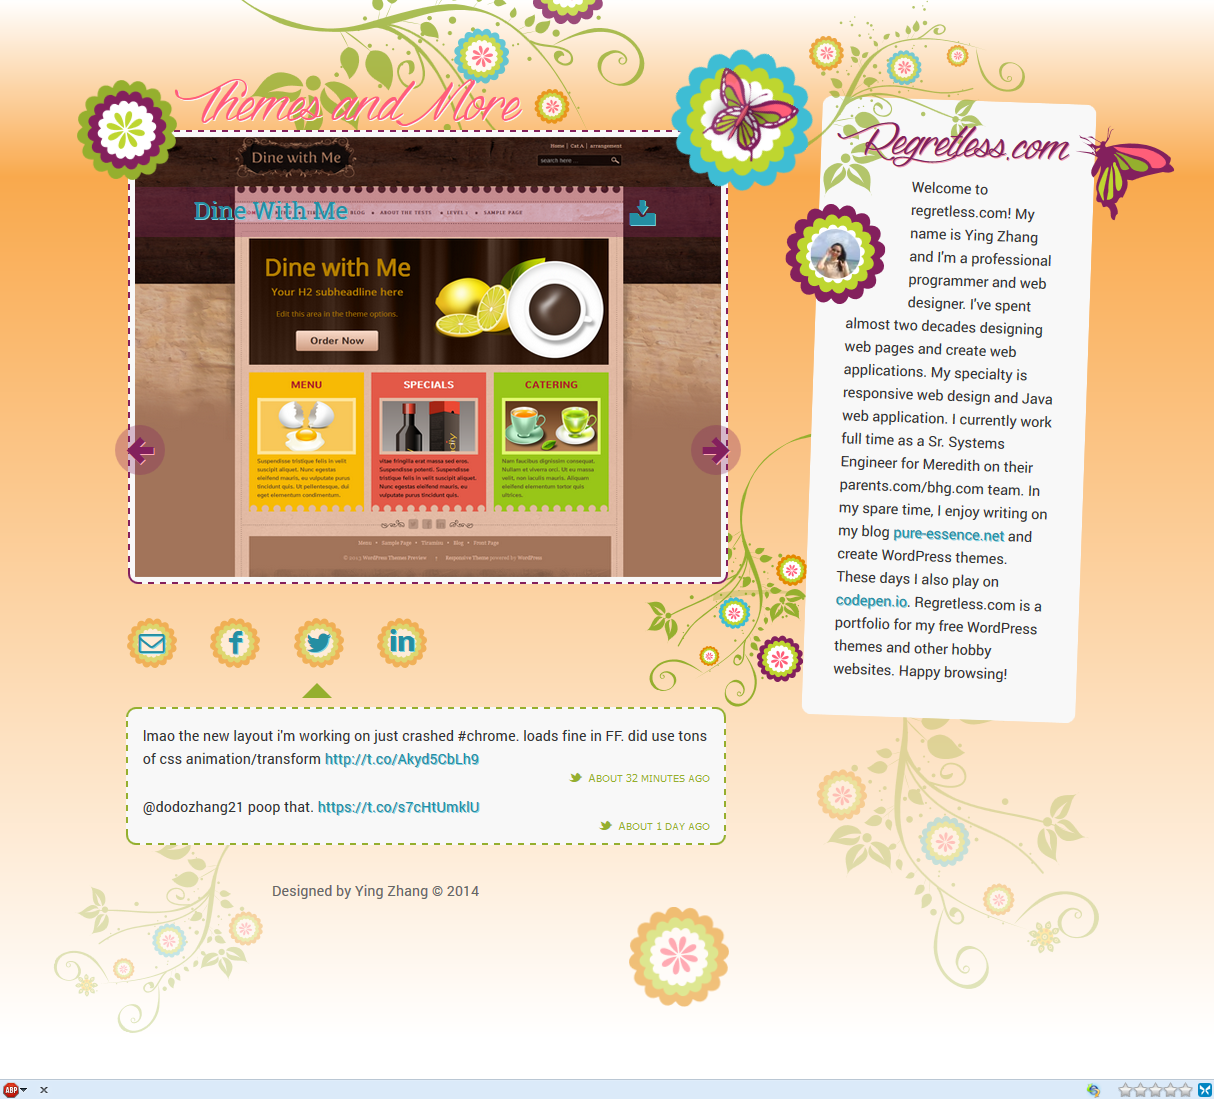 Themes and More
Dine with Me
Home | Cat A | arrangement
search here ...
Dine With Me
BLOG • ABOUT THE TESTS • LEVEL 1 • SAMPLE PAGE
Dine with Me
Your H2 subheadline here
Edit this area in the theme options.
Order Now
MENU
Suspendisse tristique felis in velit
suscipit aliquet. Nunc egestas
eleifend mauris, eu vulputate purus
tincidunt quis. Ut pellentesque, dui
eget elementum condimentum.
SPECIALS
vitae fringilla erat massa sed eros.
Suspendisse potenti. Suspendisse
tristique felis in velit suscipit aliquet.
Nunc egestas eleifend mauris, eu
vulputate purus tincidunt quis.
CATERING
Nam faucibus dignissim consequat.
Nullam et viverra orci. Ut eu massa
velit, non iaculis mauris. Aliquam
eleifend elementum tortor quis
ultrices.
Menu • Sample Page • Tiramisu • Blog • Front Page
© 2013 WordPress Themes Preview | Responsive Theme powered by WordPress
lmao the new layout i'm working on just crashed #chrome. loads fine in FF. did use tons
of css animation/transform http://t.co/Akyd5CbLh9
ABOUT 32 MINUTES AGO
@dodozhang21 poop that. https://t.co/s7cHtUmklU
ABOUT 1 DAY AGO
Designed by Ying Zhang © 2014
Regretless.com
Welcome to
regretless.com! My
name is Ying Zhang
and I'm a professional
programmer and web
designer. I've spent
almost two decades designing
web pages and create web
applications. My specialty is
responsive web design and Java
web application. I currently work
full time as a Sr. Systems
Engineer for Meredith on their
parents.com/bhg.com team. In
my spare time, I enjoy writing on
my blog pure-essence.net and
create WordPress themes.
These days I also play on
codepen.io. Regretless.com is a
portfolio for my free WordPress
themes and other hobby
websites. Happy browsing!
ABP